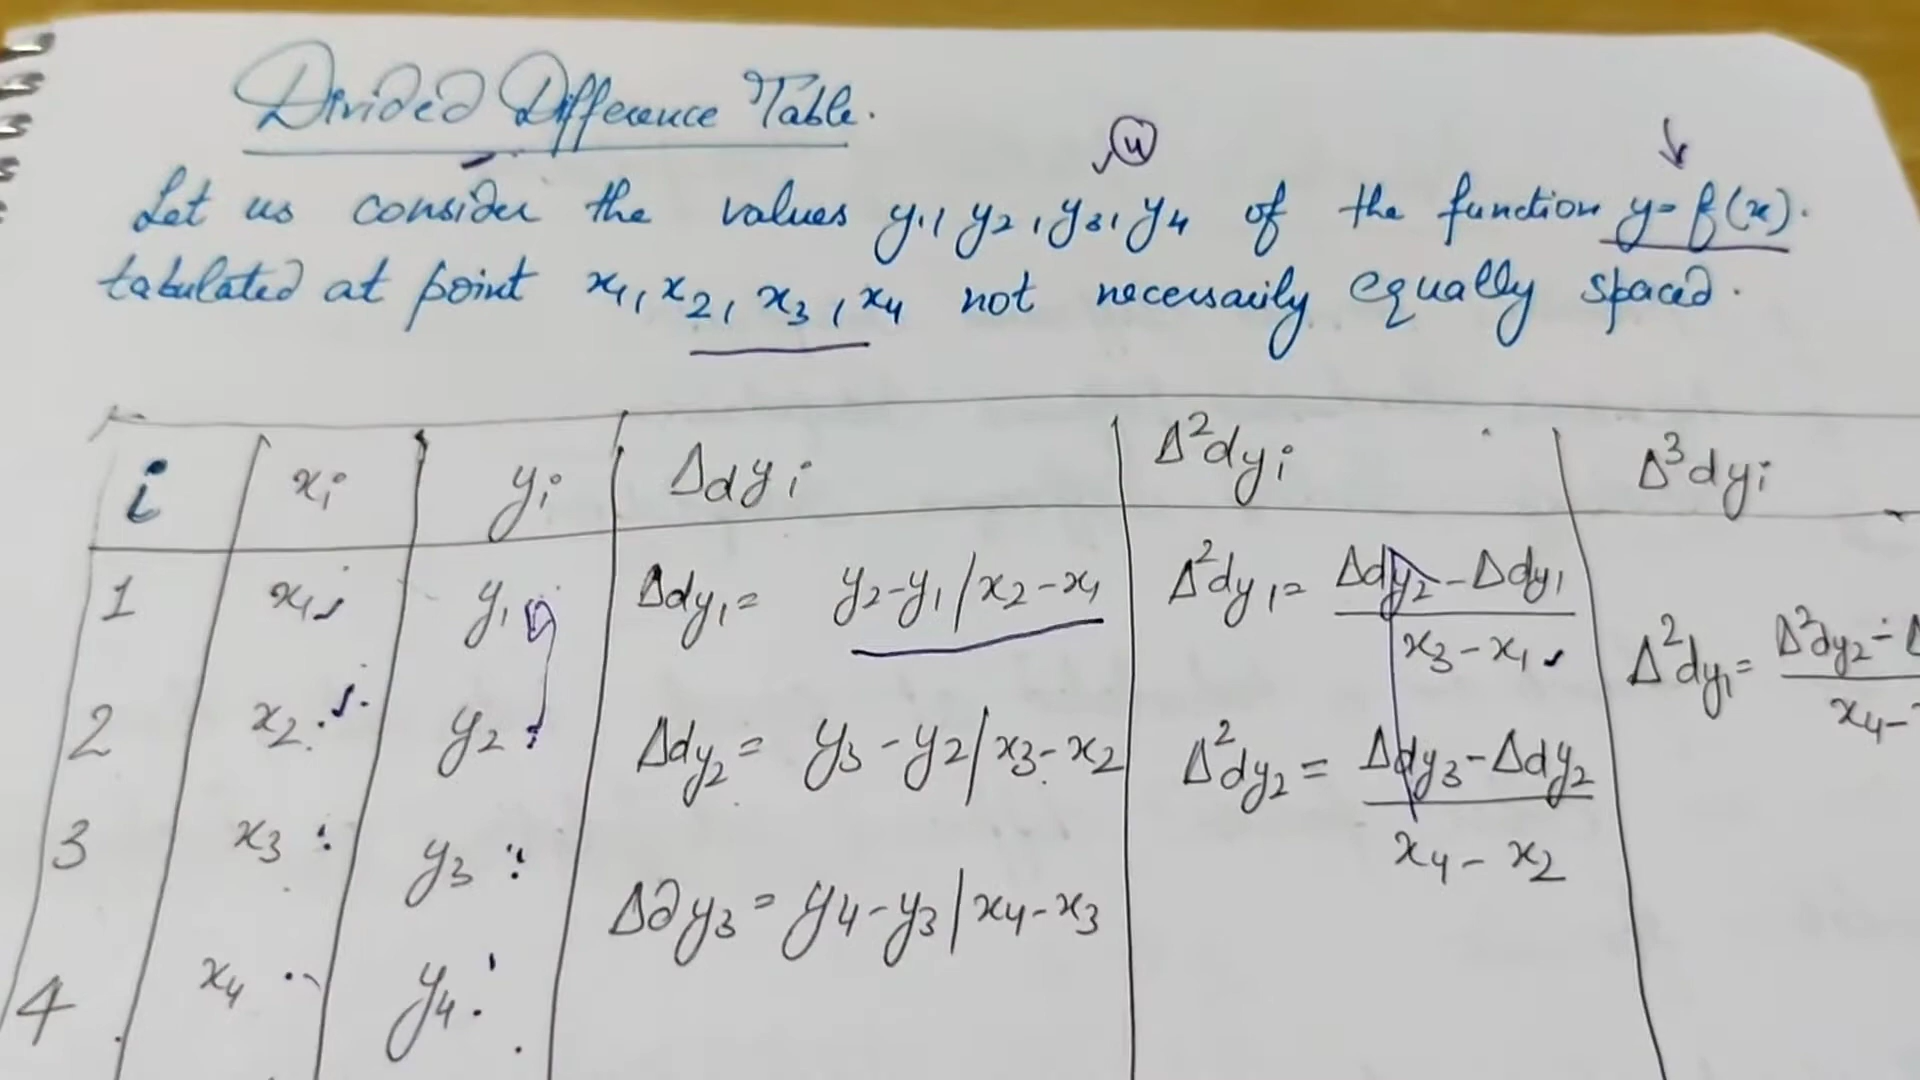 Divided Difference Table.
4
Let us consider the values y1, y2, y3, y4 of the function y=f(x).
tabulated at point x1, x2, x3, x4 not necessarily equally spaced.
i xi yi Δdyi Δ²dyi Δ³dyi
1 x1 y1 Δdy1= y2-y1/x2-x1 Δ²dy1= Δdy2-Δdy1/x3-x1 Δ²dy1= Δ²dy2-Δ/x4-
2 x2 y2 Δdy2= y3-y2/x3-x2 Δ²dy2= Δdy3-Δdy2/x4-x2
3 x3 y3 Δdy3= y4-y3/x4-x3
4 x4 y4